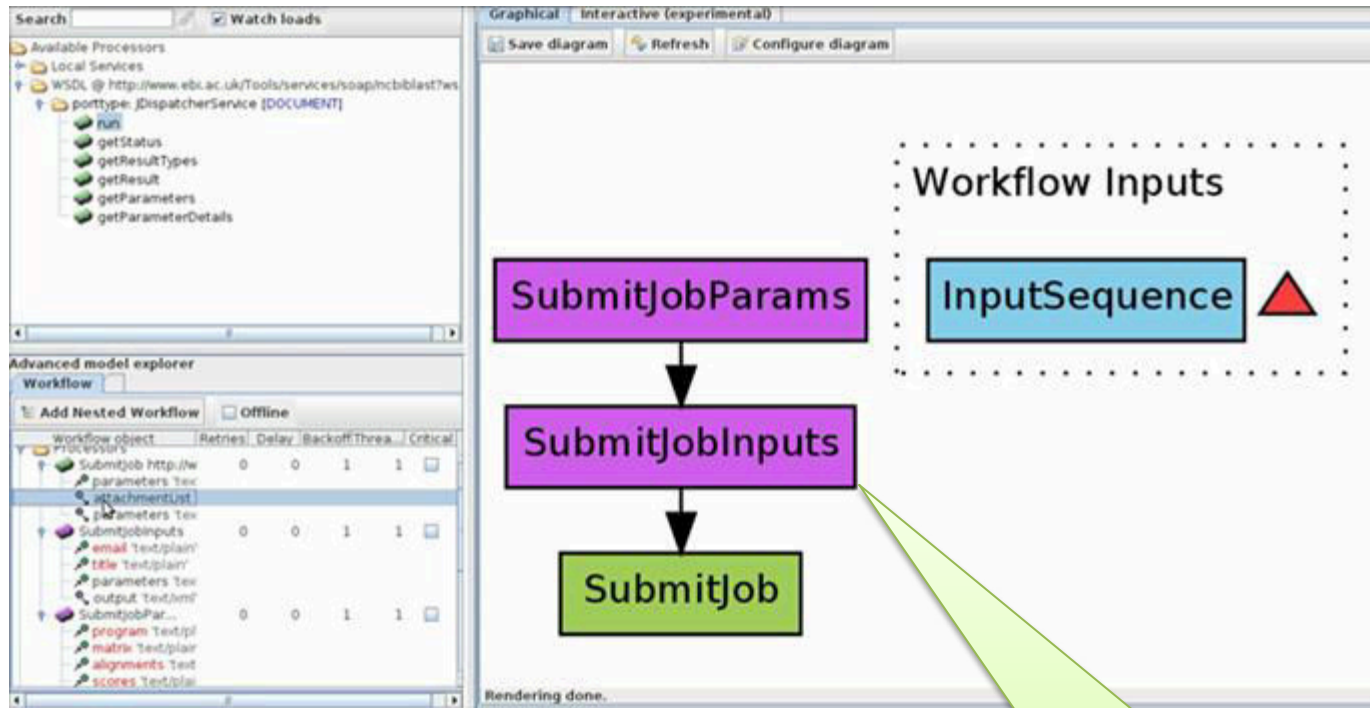 Search
Watch loads
Available Processors
Local Services
WSDL @ http://www.ebi.ac.uk/Tools/services/soap/ncbiblast?ws
porttype: JDispatcherService [DOCUMENT]
run
getStatus
getResultTypes
getResult
getParameters
getParameterDetails
Advanced model explorer
Workflow
Add Nested Workflow Offline
Workflow object Retries Delay Backoff Threa... Critical
Processors
SubmitJob http://w 0 0 1 1
parameters 'tex
attachmentList
parameters 'tex
SubmitJobInputs 0 0 1 1
email 'text/plain'
title 'text/plain'
parameters 'tex
output 'text/xml'
SubmitJobPar... 0 0 1 1
program 'text/pl
matrix 'text/plain
alignments 'text
scores 'text/plai
Graphical Interactive (experimental)
Save diagram Refresh Configure diagram
Workflow Inputs
SubmitJobParams
InputSequence
SubmitJobInputs
SubmitJob
Rendering done.